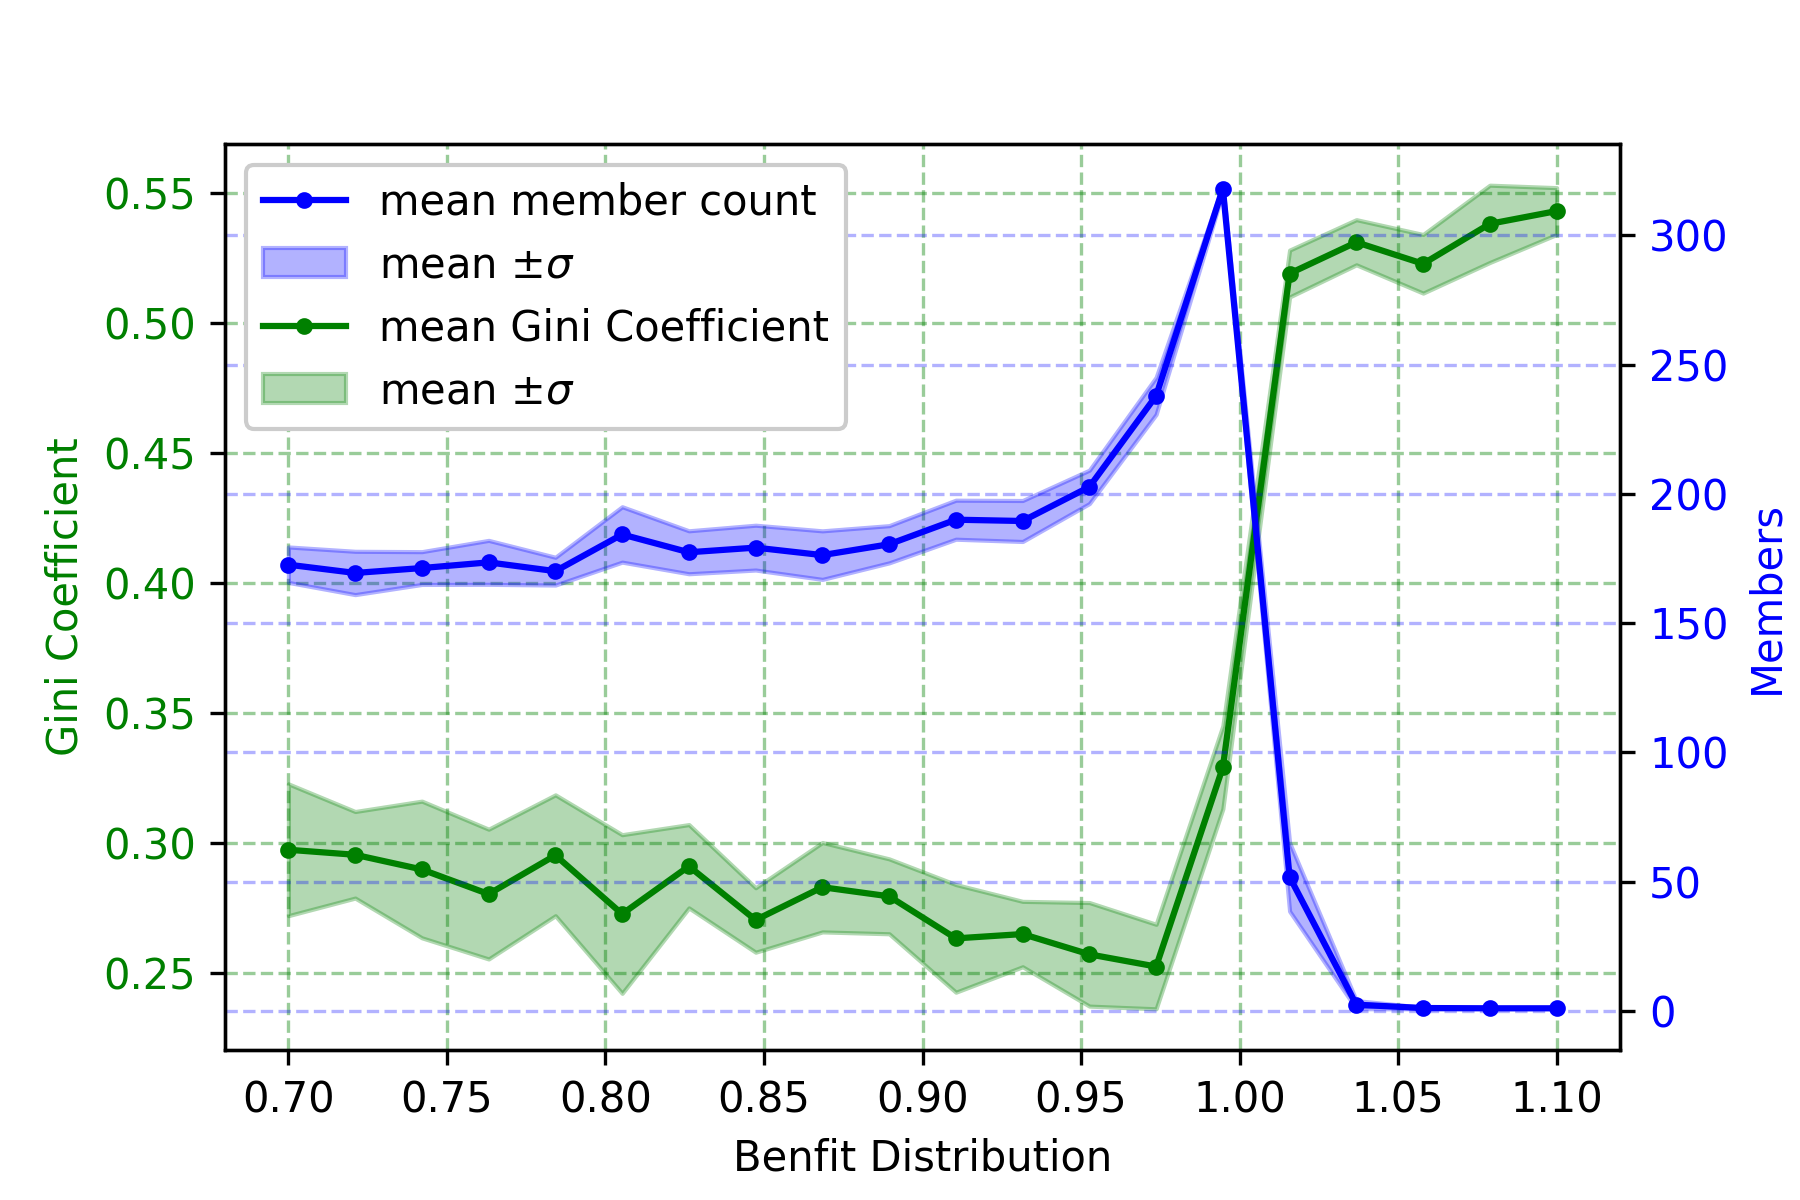 mean member count
mean ±σ
mean Gini Coefficient
mean ±σ
0.55
0.50
0.45
0.40
0.35
0.30
0.25
Gini Coefficient
300
250
200
150
100
50
0
Members
0.70 0.75 0.80 0.85 0.90 0.95 1.00 1.05 1.10
Benfit Distribution